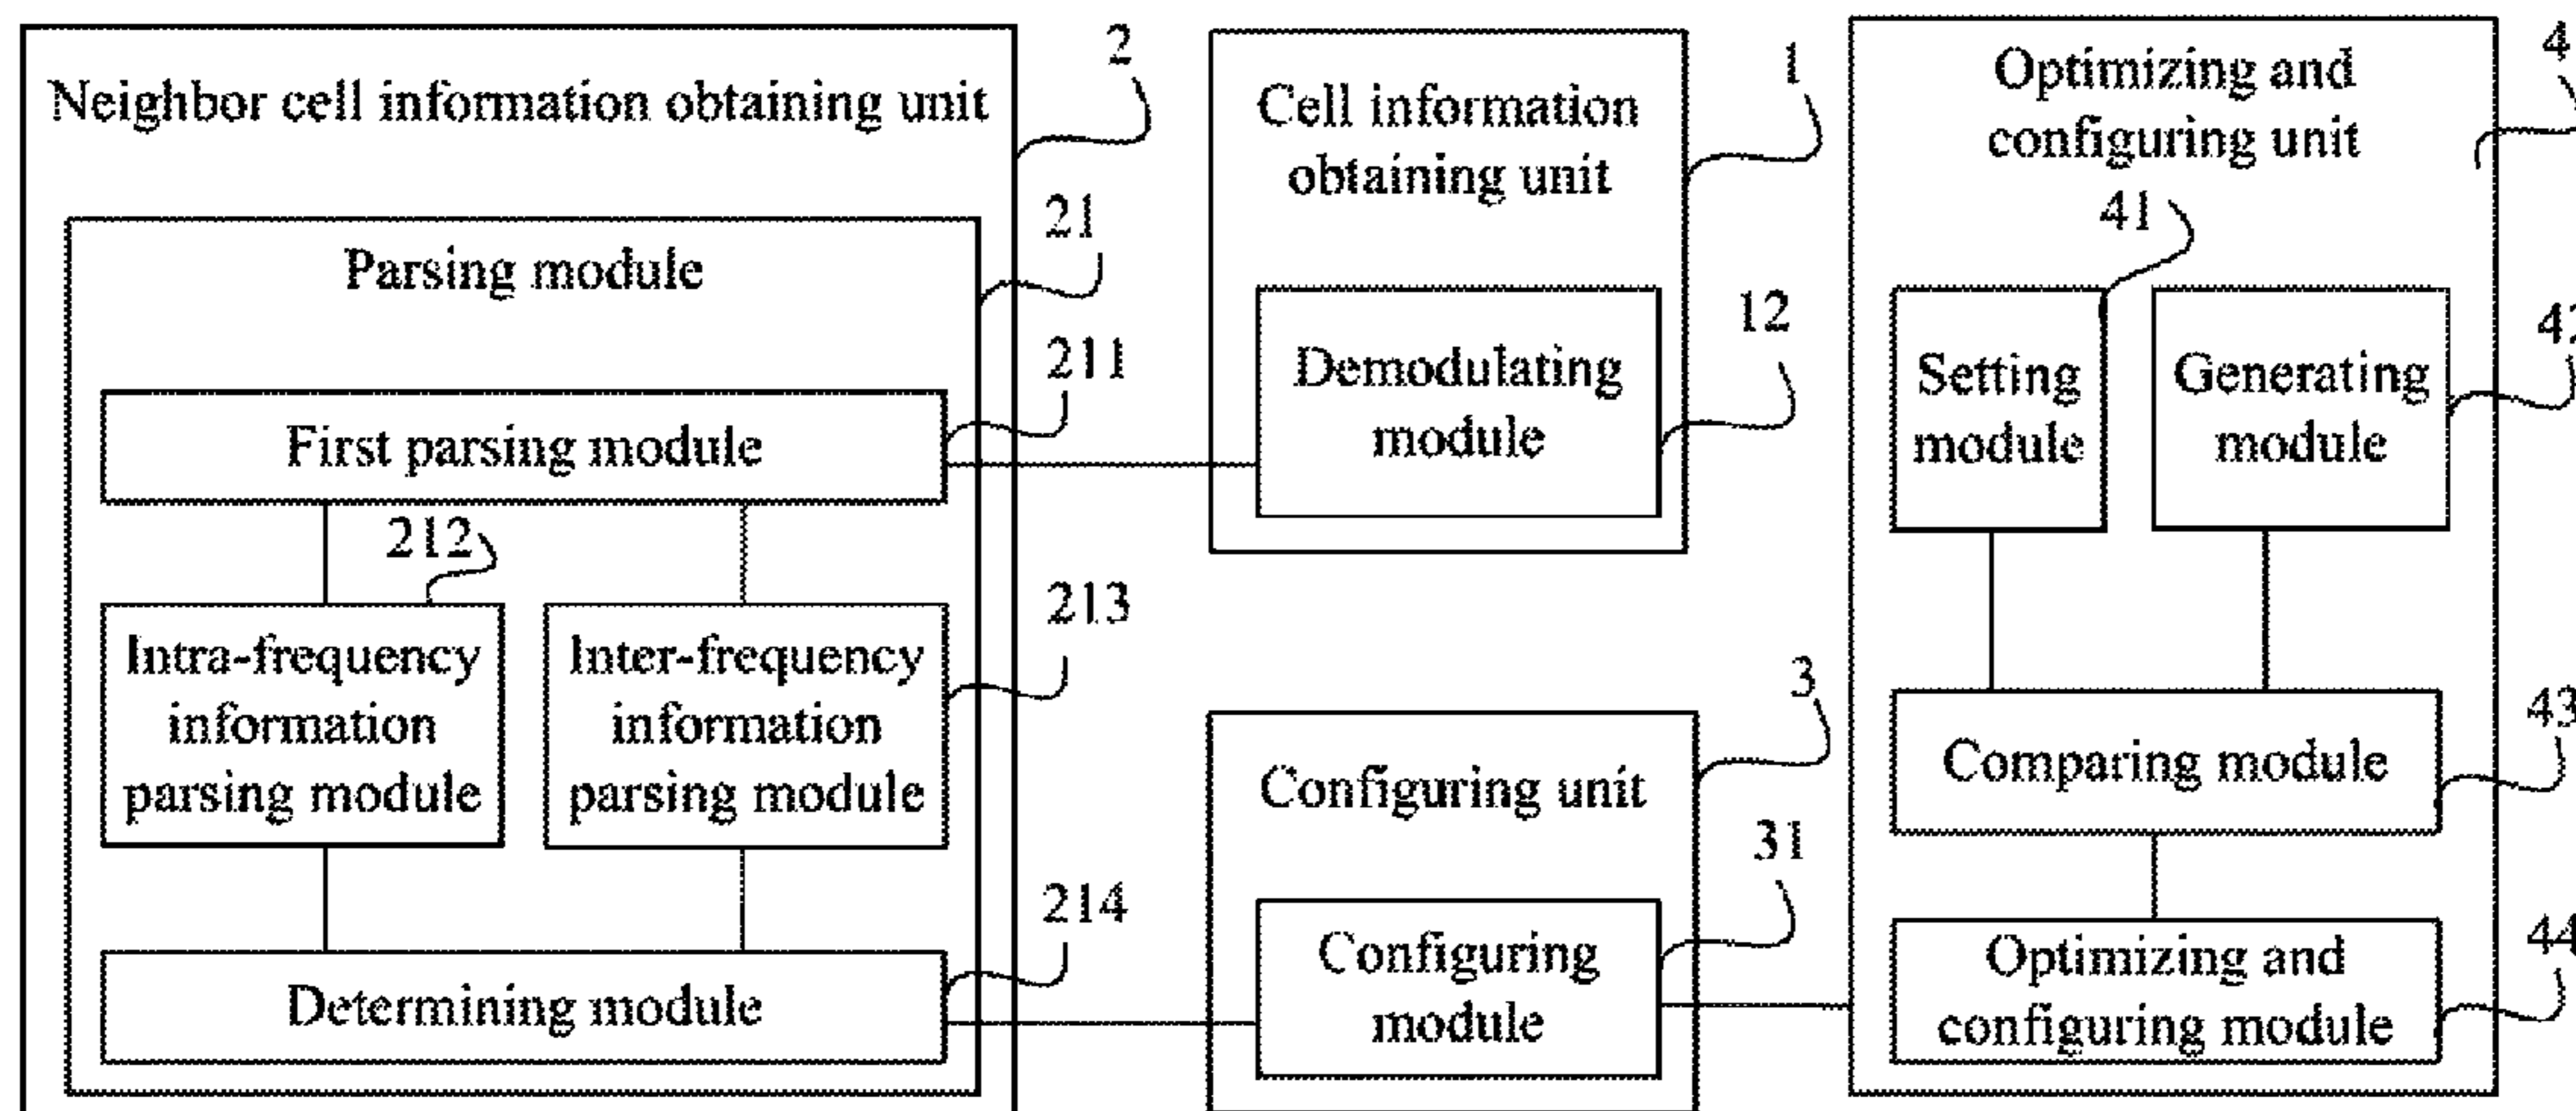 Neighbor cell information obtaining unit
2
Parsing module
21
First parsing module
211
212
Intra-frequency
information
parsing module
Inter-frequency
information
parsing module
213
Determining module
214
Cell information
obtaining unit
1
Demodulating
module
12
Configuring unit
3
Configuring
module
31
Optimizing and
configuring unit
4
41
Setting
module
Generating
module
42
Comparing module
43
Optimizing and
configuring module
44